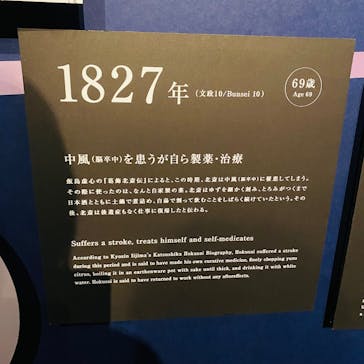 1827年 (文政10/Bunsei 10)
69歳
Age 69
中風(脳卒中)を患うが自ら製薬・治療
飯島虚心の『葛飾北斎伝』によると、この時期、北斎は中風(脳卒中)に罹患してしまう。
その際に使ったのは、なんと自家製の薬。北斎はゆずを細かく刻み、とろみがつくまで
日本酒とともに土鍋で煮詰め、白湯で割って飲むことをしばらく続けていたという。その
後、北斎は後遺症もなく仕事に復帰したと伝わる。
Suffers a stroke, treats himself and self-medicates
According to Kyosin Iijima's Katsushika Hokusai Biography, Hokusai suffered a stroke
during this period and is said to have made his own curative medicine, finely chopping yuzu
citrus, boiling it in an earthenware pot with sake until thick, and drinking it with white
water. Hokusai is said to have returned to work without any aftereffects.